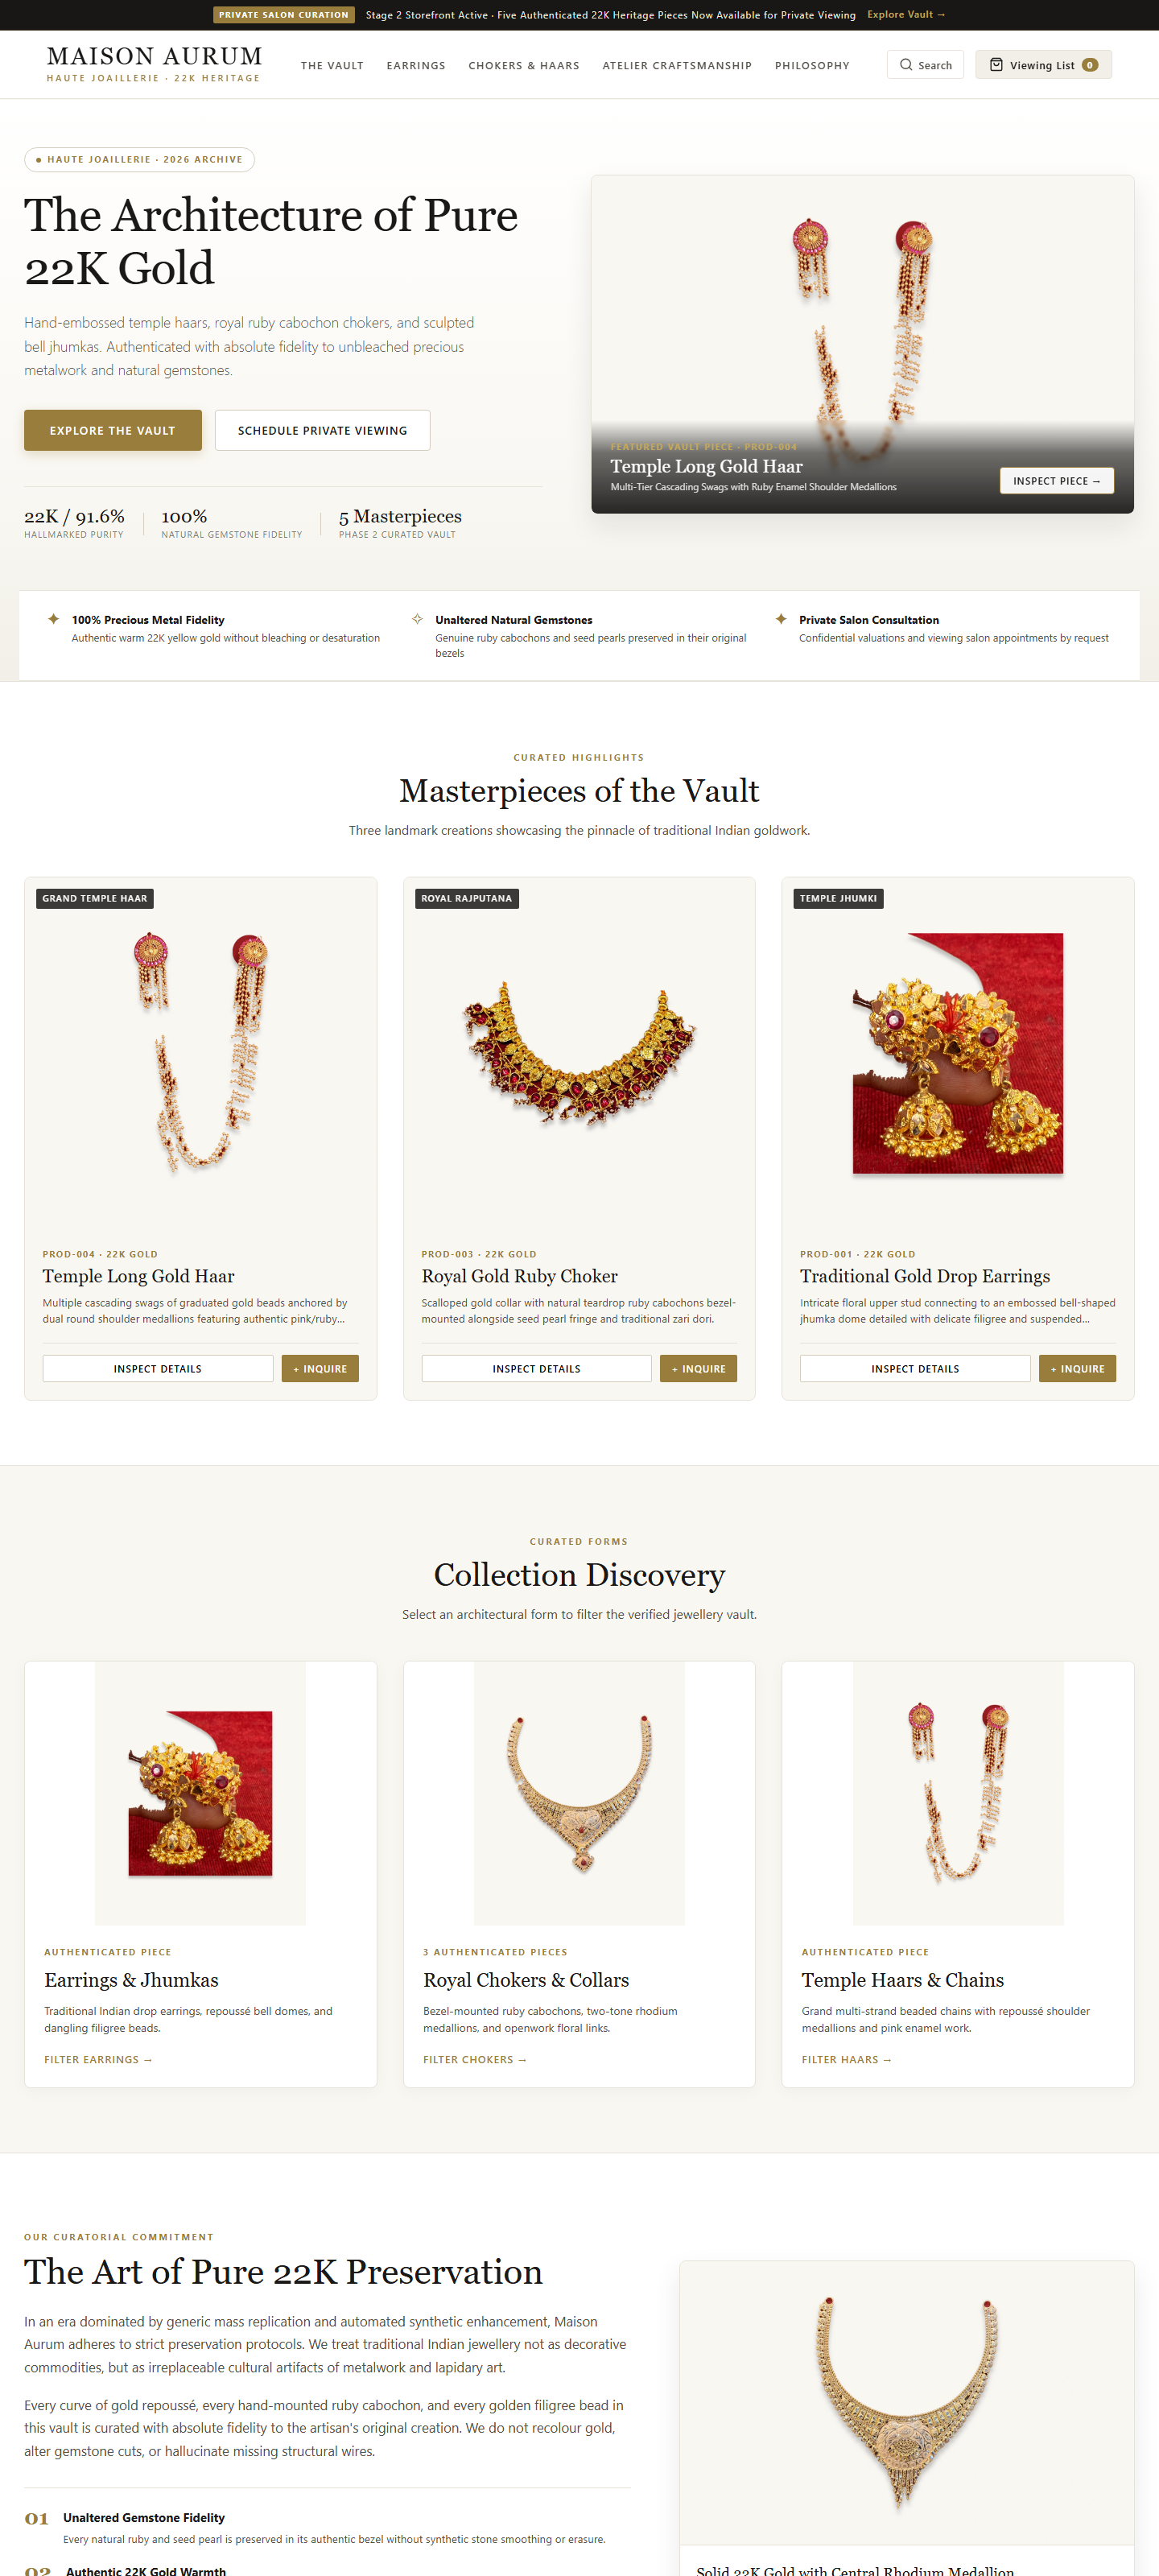 PRIVATE SALON CURATION Stage 2 Storefront Active · Five Authenticated 22K Heritage Pieces Now Available for Private Viewing Explore Vault →
MAISON AURUM
HAUTE JOAILLERIE · 22K HERITAGE
THE VAULT EARRINGS CHOKERS & HAARS ATELIER CRAFTSMANSHIP PHILOSOPHY
Search
Viewing List 0
HAUTE JOAILLERIE · 2026 ARCHIVE
The Architecture of Pure
22K Gold
Hand-embossed temple haars, royal ruby cabochon chokers, and sculpted
bell jhumkas. Authenticated with absolute fidelity to unbleached precious
metalwork and natural gemstones.
EXPLORE THE VAULT
SCHEDULE PRIVATE VIEWING
22K / 91.6%
HALLMARKED PURITY
100%
NATURAL GEMSTONE FIDELITY
5 Masterpieces
PHASE 2 CURATED VAULT
FEATURED VAULT PIECE · PROD-004
Temple Long Gold Haar
Multi-Tier Cascading Swags with Ruby Enamel Shoulder Medallions
INSPECT PIECE →
100% Precious Metal Fidelity
Authentic warm 22K yellow gold without bleaching or desaturation
Unaltered Natural Gemstones
Genuine ruby cabochons and seed pearls preserved in their original
bezels
Private Salon Consultation
Confidential valuations and viewing salon appointments by request
CURATED HIGHLIGHTS
Masterpieces of the Vault
Three landmark creations showcasing the pinnacle of traditional Indian goldwork.
GRAND TEMPLE HAAR
PROD-004 · 22K GOLD
Temple Long Gold Haar
Multiple cascading swags of graduated gold beads anchored by
dual round shoulder medallions featuring authentic pink/ruby...
INSPECT DETAILS
+ INQUIRE
ROYAL RAJPUTANA
PROD-003 · 22K GOLD
Royal Gold Ruby Choker
Scalloped gold collar with natural teardrop ruby cabochons bezel-
mounted alongside seed pearl fringe and traditional zari dori.
INSPECT DETAILS
+ INQUIRE
TEMPLE JHUMKI
PROD-001 · 22K GOLD
Traditional Gold Drop Earrings
Intricate floral upper stud connecting to an embossed bell-shaped
jhumka dome detailed with delicate filigree and suspended...
INSPECT DETAILS
+ INQUIRE
CURATED FORMS
Collection Discovery
Select an architectural form to filter the verified jewellery vault.
AUTHENTICATED PIECE
Earrings & Jhumkas
Traditional Indian drop earrings, repoussé bell domes, and
dangling filigree beads.
FILTER EARRINGS →
3 AUTHENTICATED PIECES
Royal Chokers & Collars
Bezel-mounted ruby cabochons, two-tone rhodium
medallions, and openwork floral links.
FILTER CHOKERS →
AUTHENTICATED PIECE
Temple Haars & Chains
Grand multi-strand beaded chains with repoussé shoulder
medallions and pink enamel work.
FILTER HAARS →
OUR CURATORIAL COMMITMENT
The Art of Pure 22K Preservation
In an era dominated by generic mass replication and automated synthetic enhancement, Maison
Aurum adheres to strict preservation protocols. We treat traditional Indian jewellery not as decorative
commodities, but as irreplaceable cultural artifacts of metalwork and lapidary art.
Every curve of gold repoussé, every hand-mounted ruby cabochon, and every golden filigree bead in
this vault is curated with absolute fidelity to the artisan's original creation. We do not recolour gold,
alter gemstone cuts, or hallucinate missing structural wires.
01 Unaltered Gemstone Fidelity
Every natural ruby and seed pearl is preserved in its authentic bezel without synthetic stone smoothing or erasure.
02 Authentic 22K Gold Warmth
Solid 22K Gold with Central Rhodium Medallion